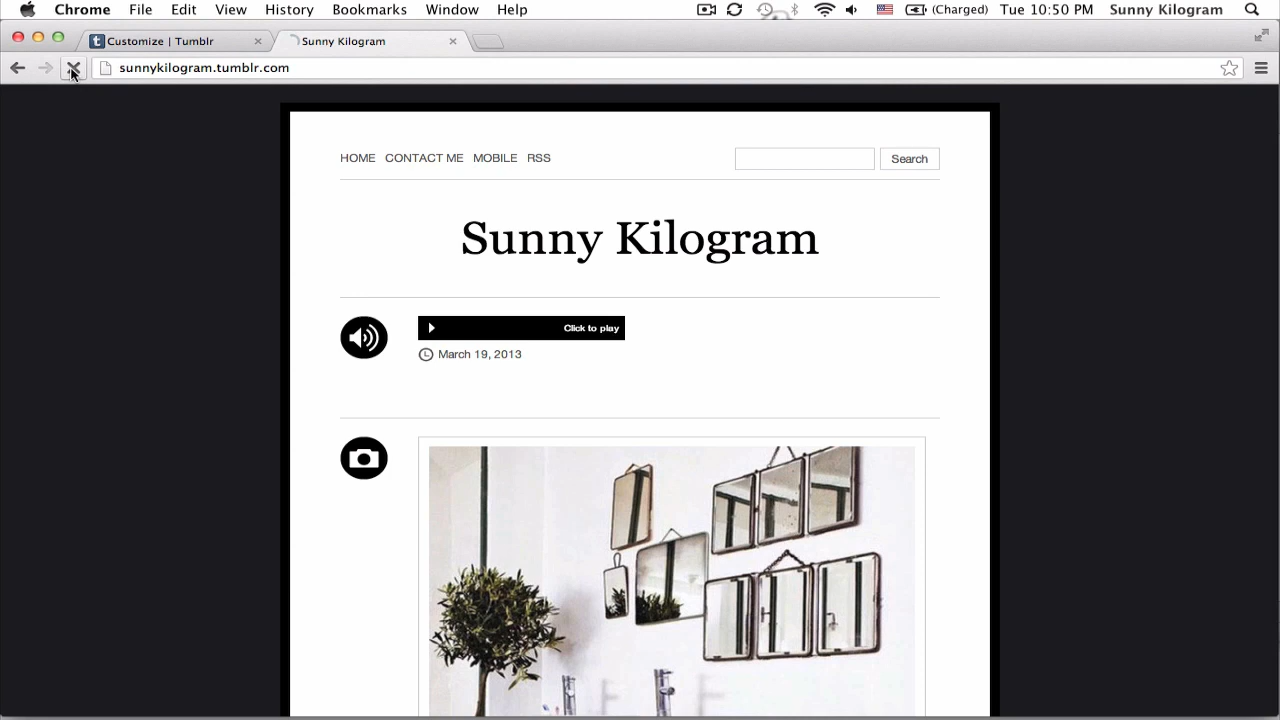 Chrome File Edit View History Bookmarks Window Help (Charged) Tue 10:50 PM Sunny Kilogram
t Customize | Tumblr Sunny Kilogram
sunnykilogram.tumblr.com
HOME CONTACT ME MOBILE RSS Search
Sunny Kilogram
Click to play
March 19, 2013